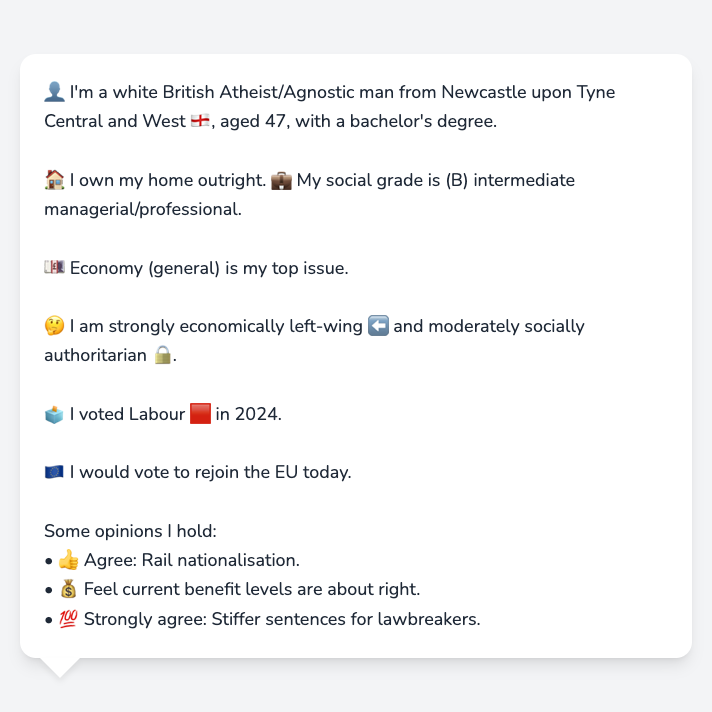 👤 I'm a white British Atheist/Agnostic man from Newcastle upon Tyne
Central and West 🏴󠁧󠁢󠁥󠁮󠁧󠁿, aged 47, with a bachelor's degree.
🏠 I own my home outright. 💼 My social grade is (B) intermediate
managerial/professional.
💷 Economy (general) is my top issue.
🤔 I am strongly economically left-wing ⬅️ and moderately socially
authoritarian 🔒.
🗳️ I voted Labour 🟥 in 2024.
🇪🇺 I would vote to rejoin the EU today.
Some opinions I hold:
• 👍 Agree: Rail nationalisation.
• 💰 Feel current benefit levels are about right.
• 💯 Strongly agree: Stiffer sentences for lawbreakers.